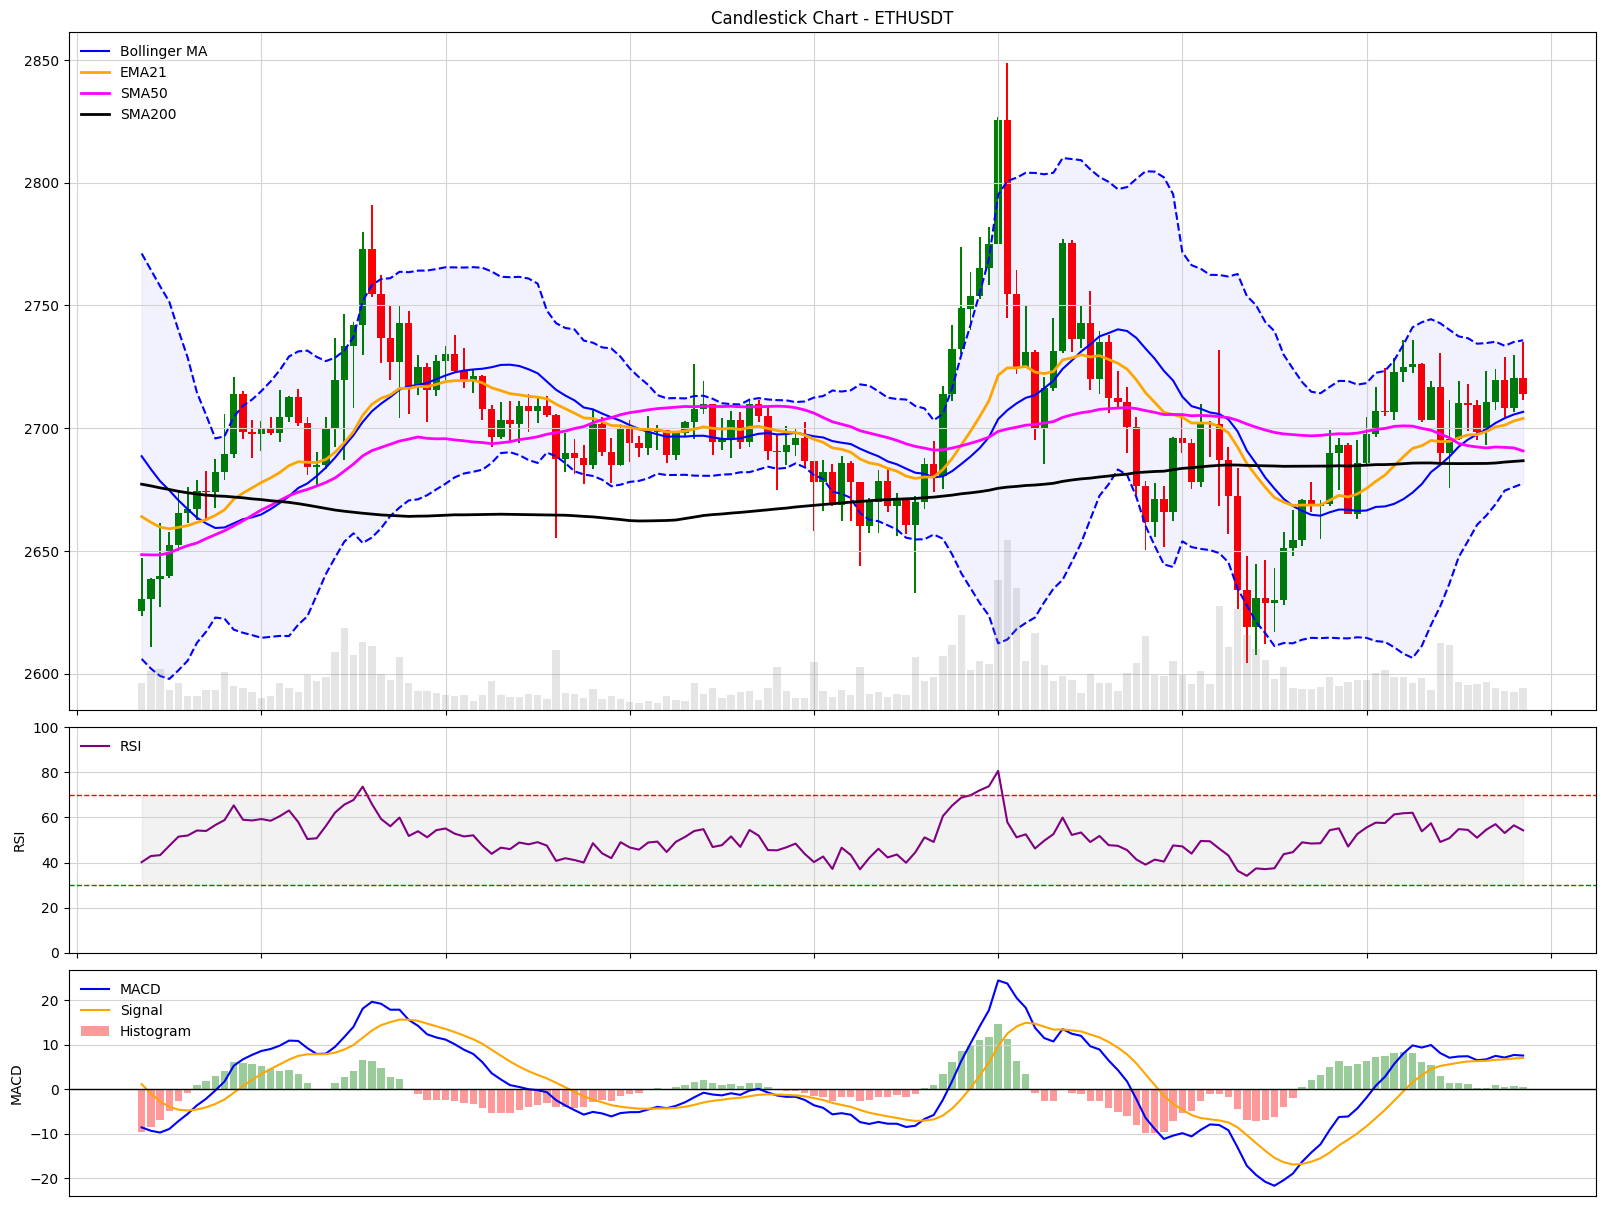 Candlestick Chart - ETHUSDT
Bollinger MA
EMA21
SMA50
SMA200
2850
2800
2750
2700
2650
2600
RSI
RSI
100
80
60
40
20
0
MACD
Signal
Histogram
MACD
20
10
0
−10
−20